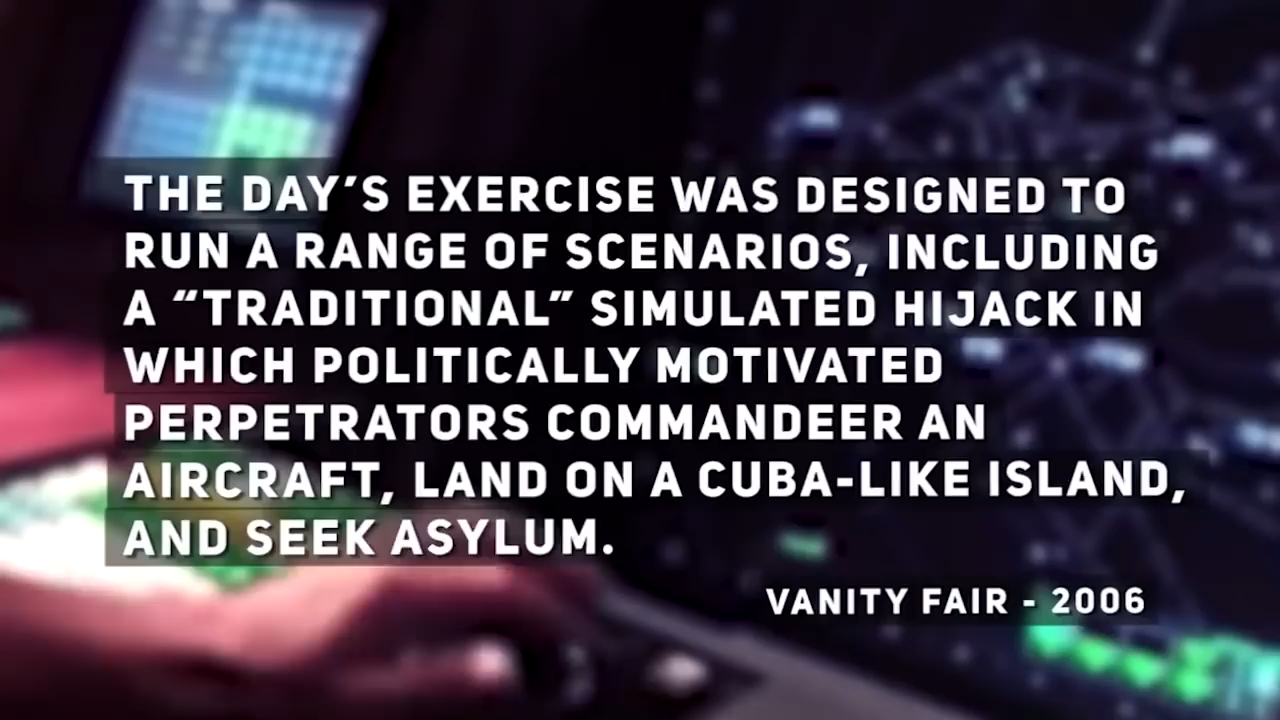 THE DAY'S EXERCISE WAS DESIGNED TO
RUN A RANGE OF SCENARIOS, INCLUDING
A “TRADITIONAL” SIMULATED HIJACK IN
WHICH POLITICALLY MOTIVATED
PERPETRATORS COMMANDEER AN
AIRCRAFT, LAND ON A CUBA-LIKE ISLAND,
AND SEEK ASYLUM.
VANITY FAIR - 2006